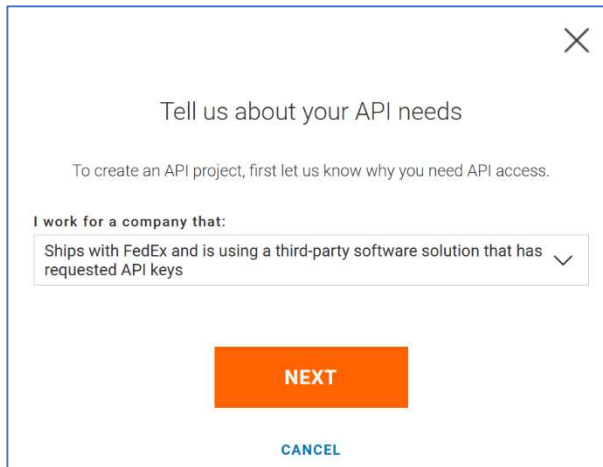 Tell us about your API needs
To create an API project, first let us know why you need API access.
I work for a company that:
Ships with FedEx and is using a third-party software solution that has
requested API keys
NEXT
CANCEL